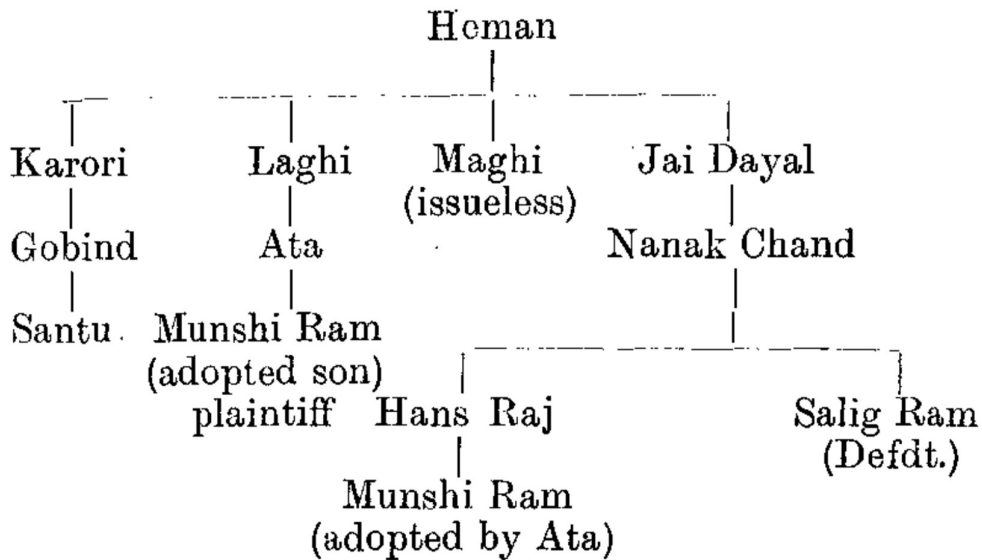 Heman
Karori Laghi Maghi Jai Dayal
(issueless)
Gobind Ata Nanak Chand
Santu. Munshi Ram
(adopted son)
plaintiff Hans Raj Salig Ram
(Defdt.)
Munshi Ram
(adopted by Ata)